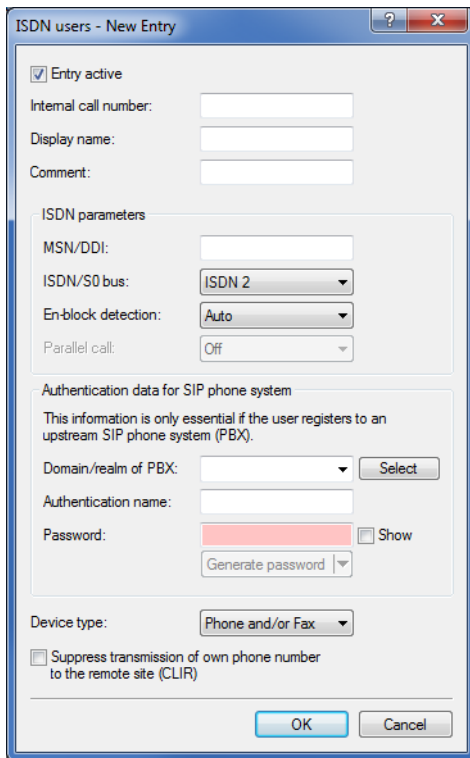 ISDN users - New Entry
?
Entry active
Internal call number:
Display name:
Comment:
ISDN parameters
MSN/DDI:
ISDN/S0 bus: ISDN 2
En-block detection: Auto
Parallel call: Off
Authentication data for SIP phone system
This information is only essential if the user registers to an
upstream SIP phone system (PBX).
Domain/realm of PBX: Select
Authentication name:
Password: Show
Generate password
Device type: Phone and/or Fax
Suppress transmission of own phone number
to the remote site (CLIR)
OK Cancel